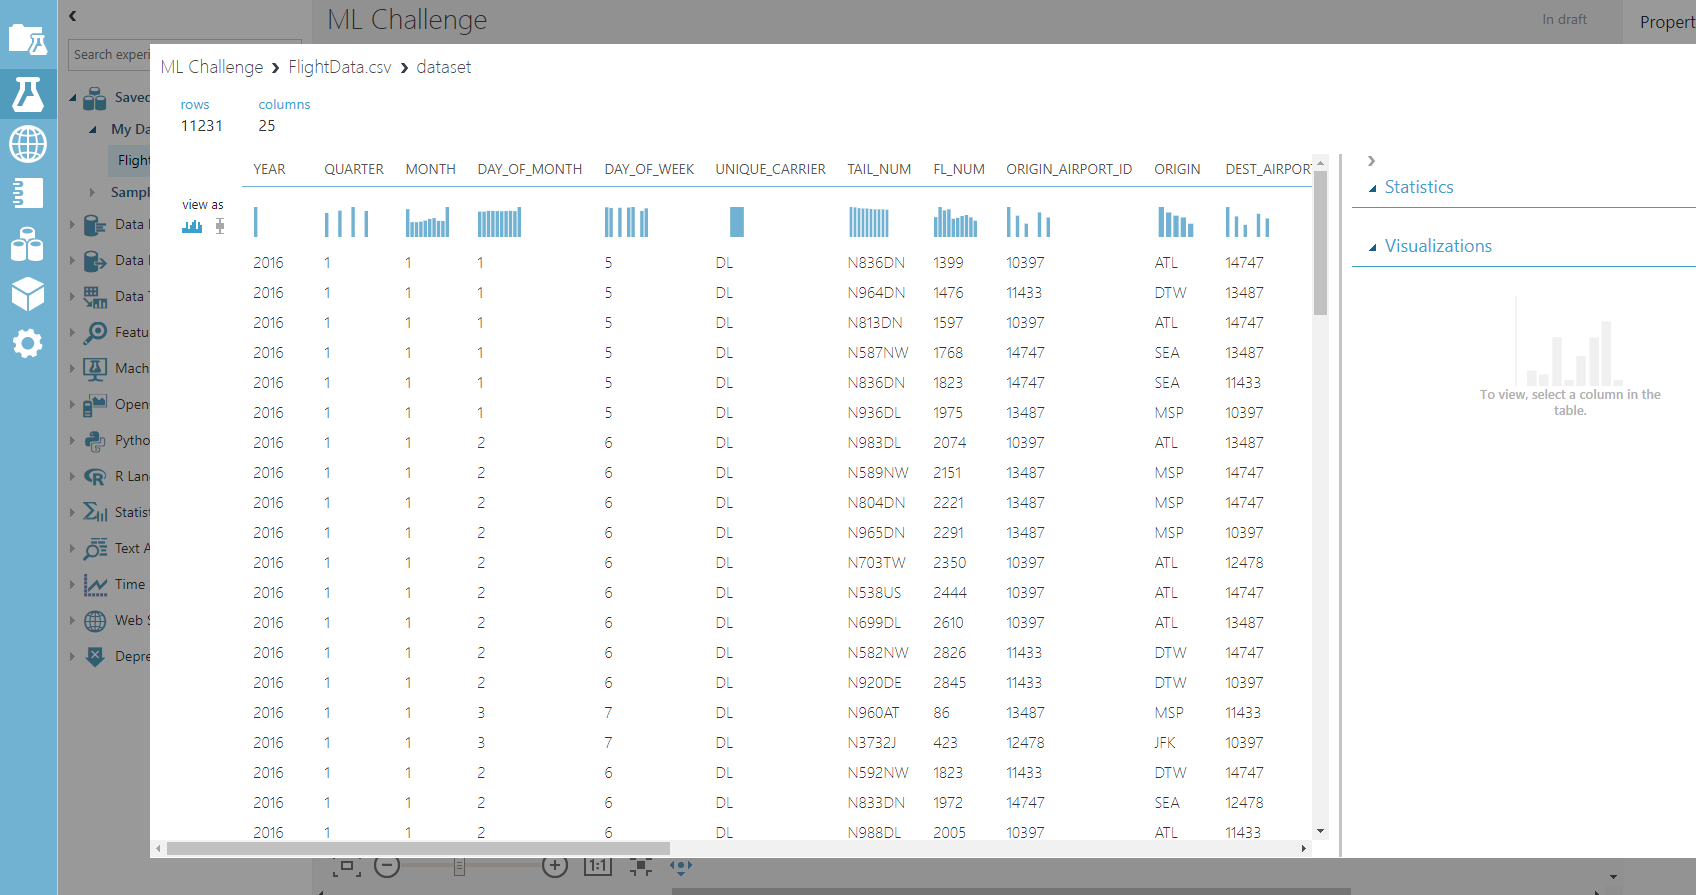 ML Challenge
In draft
Propert
Search experi
ML Challenge › FlightData.csv › dataset
rows columns
11231 25
Saved
My Da
Flight
Sampl
Data
Data
Data T
Featu
Mach
Open
Pytho
R Lan
Statist
Text A
Time
Web S
Depre
YEAR QUARTER MONTH DAY_OF_MONTH DAY_OF_WEEK UNIQUE_CARRIER TAIL_NUM FL_NUM ORIGIN_AIRPORT_ID ORIGIN DEST_AIRPORT
view as
2016 1 1 1 5 DL N836DN 1399 10397 ATL 14747
2016 1 1 1 5 DL N964DN 1476 11433 DTW 13487
2016 1 1 1 5 DL N813DN 1597 10397 ATL 14747
2016 1 1 1 5 DL N587NW 1768 14747 SEA 13487
2016 1 1 1 5 DL N836DN 1823 14747 SEA 11433
2016 1 1 1 5 DL N936DL 1975 13487 MSP 10397
2016 1 1 2 6 DL N983DL 2074 10397 ATL 13487
2016 1 1 2 6 DL N589NW 2151 13487 MSP 14747
2016 1 1 2 6 DL N804DN 2221 13487 MSP 14747
2016 1 1 2 6 DL N965DN 2291 13487 MSP 10397
2016 1 1 2 6 DL N703TW 2350 10397 ATL 12478
2016 1 1 2 6 DL N538US 2444 10397 ATL 14747
2016 1 1 2 6 DL N699DL 2610 10397 ATL 13487
2016 1 1 2 6 DL N582NW 2826 11433 DTW 14747
2016 1 1 2 6 DL N920DE 2845 11433 DTW 10397
2016 1 1 3 7 DL N960AT 86 13487 MSP 11433
2016 1 1 3 7 DL N3732J 423 12478 JFK 10397
2016 1 1 2 6 DL N592NW 1823 11433 DTW 14747
2016 1 1 2 6 DL N833DN 1972 14747 SEA 12478
2016 1 1 2 6 DL N988DL 2005 10397 ATL 11433
Statistics
Visualizations
To view, select a column in the
table.
1:1